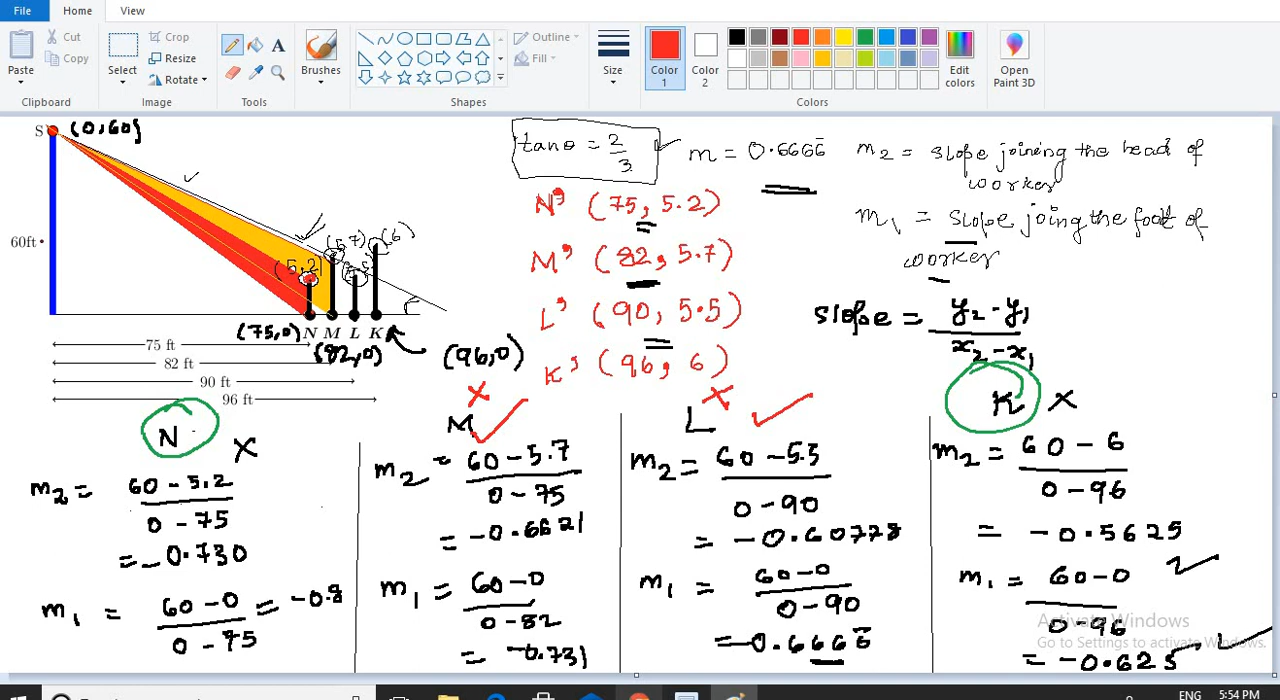 File
Home
View
Paste
Cut
Copy
Clipboard
Select
Crop
Resize
Rotate
Image
Tools
Brushes
Shapes
Outline
Fill
Size
Color 1
Color 2
Colors
Edit colors
Open Paint 3D
S (0,60)
60ft
(5.2)
(5.7)
(6)
(75,0) N M L K
(82,0)
(96,0)
75 ft
82 ft
90 ft
96 ft
tanθ = 2/3
m = 0.6666̅
m2 = slope joining the head of
worker
m1 = slope joing the foot of
worker
N' (75, 5.2)
M' (82, 5.7)
L' (90, 5.5)
K' (96, 6)
slope = y2 - y1 / x2 - x1
N X
m2 = 60 - 5.2 / 0 - 75
= -0.730
m1 = 60 - 0 / 0 - 75 = -0.8
X
M
m2 = 60 - 5.7 / 0 - 75
= -0.6621
m1 = 60 - 0 / 0 - 82
= -0.731
X
L
m2 = 60 - 5.5 / 0 - 90
= -0.60778
m1 = 60 - 0 / 0 - 90
= -0.6666̅
K X
m2 = 60 - 6 / 0 - 96
= -0.5625
m1 = 60 - 0 / 0 - 96
= -0.625
Activate Windows
Go to Settings to activate Windows.
ENG 5:54 PM